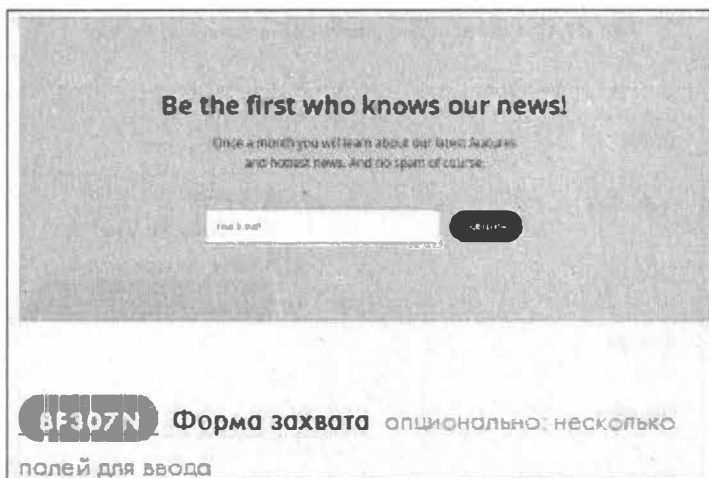 Be the first who knows our news!
Once a month you will learn about our latest features
and hottest news. And no spam of course.
BF307N Форма захвата опционально: несколько
полей для ввода